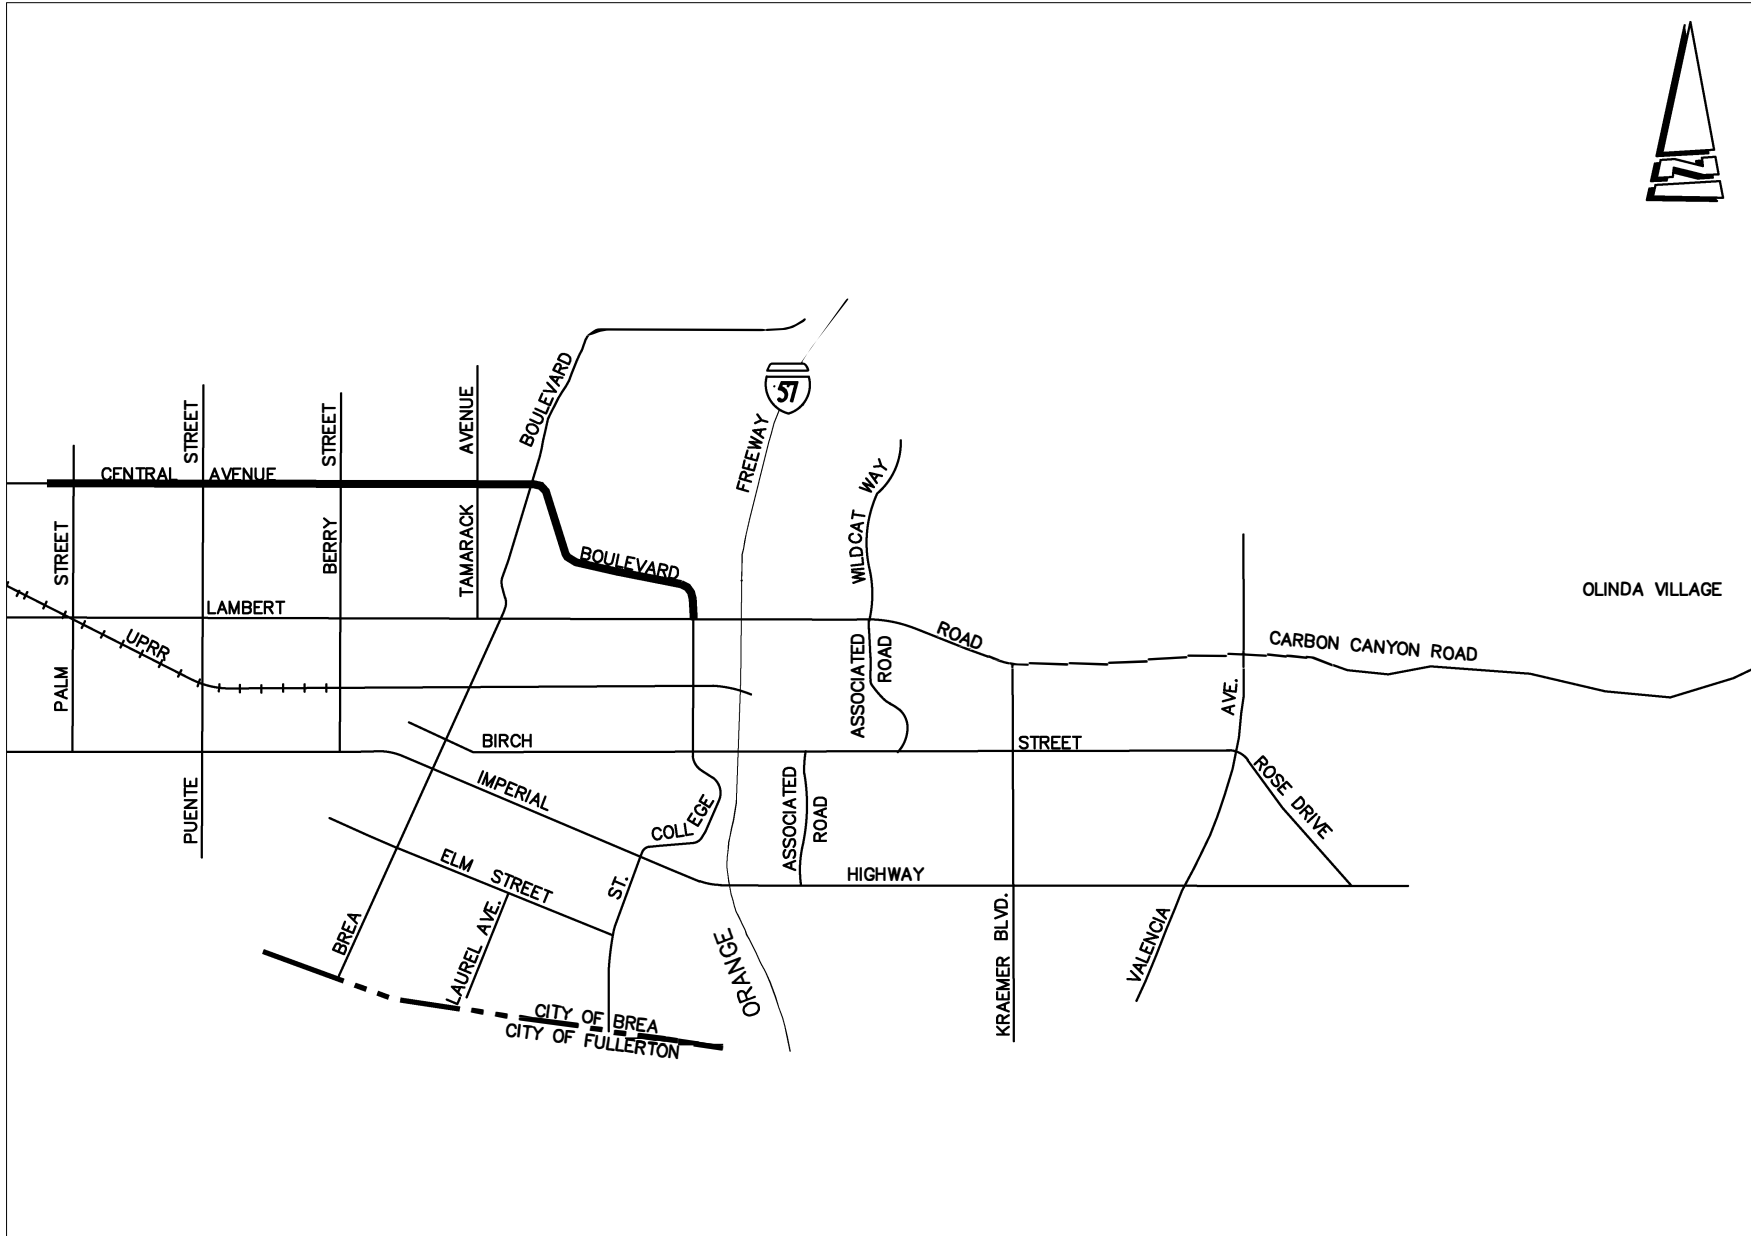 N
57
BOULEVARD
STREET
STREET
AVENUE
FREEWAY
WAY
CENTRAL AVENUE
STREET
BERRY
TAMARACK
WILDCAT
BOULEVARD
OLINDA VILLAGE
LAMBERT
ROAD
CARBON CANYON ROAD
UPRR
PALM
ASSOCIATED
ROAD
AVE.
BIRCH
STREET
PUENTE
IMPERIAL
COLLEGE
ASSOCIATED
ROAD
ROSE DRIVE
ELM STREET
ST.
HIGHWAY
BREA
LAUREL AVE.
ORANGE
KRAEMER BLVD.
VALENCIA
CITY OF BREA
CITY OF FULLERTON